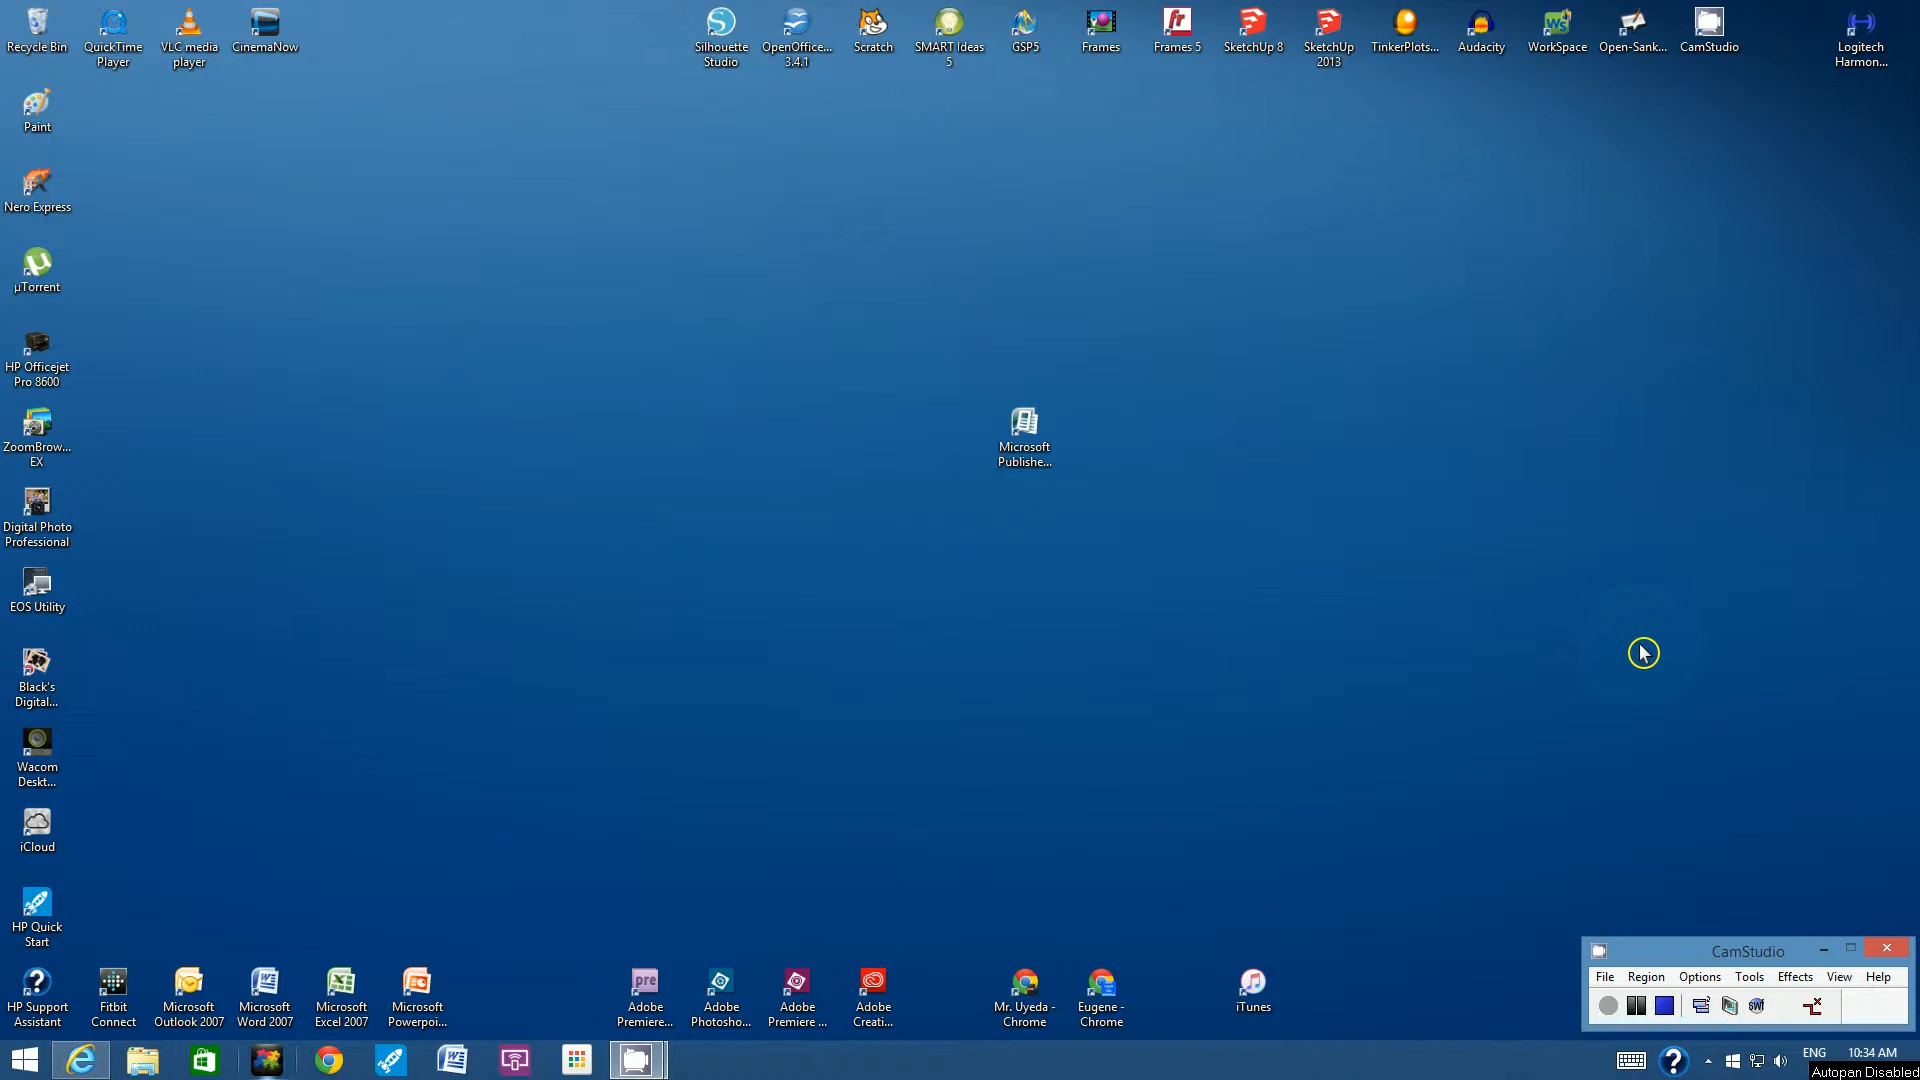 Recycle Bin
QuickTime
Player
VLC media
player
CinemaNow
Silhouette
Studio
OpenOffice...
3.4.1
Scratch
SMART Ideas
5
GSP5
Frames
Frames 5
SketchUp 8
SketchUp
2013
TinkerPlots...
Audacity
WorkSpace
Open-Sank...
CamStudio
Logitech
Harmon...
Paint
Nero Express
µTorrent
HP Officejet
Pro 8600
ZoomBrow...
EX
Digital Photo
Professional
EOS Utility
Black's
Digital...
Wacom
Deskt...
iCloud
HP Quick
Start
Microsoft
Publishe...
HP Support
Assistant
Fitbit
Connect
Microsoft
Outlook 2007
Microsoft
Word 2007
Microsoft
Excel 2007
Microsoft
Powerpoi...
Adobe
Premiere...
Adobe
Photosho...
Adobe
Premiere ...
Adobe
Creati...
Mr. Uyeda -
Chrome
Eugene -
Chrome
iTunes
CamStudio
File Region Options Tools Effects View Help
ENG 10:34 AM
Autopan Disabled